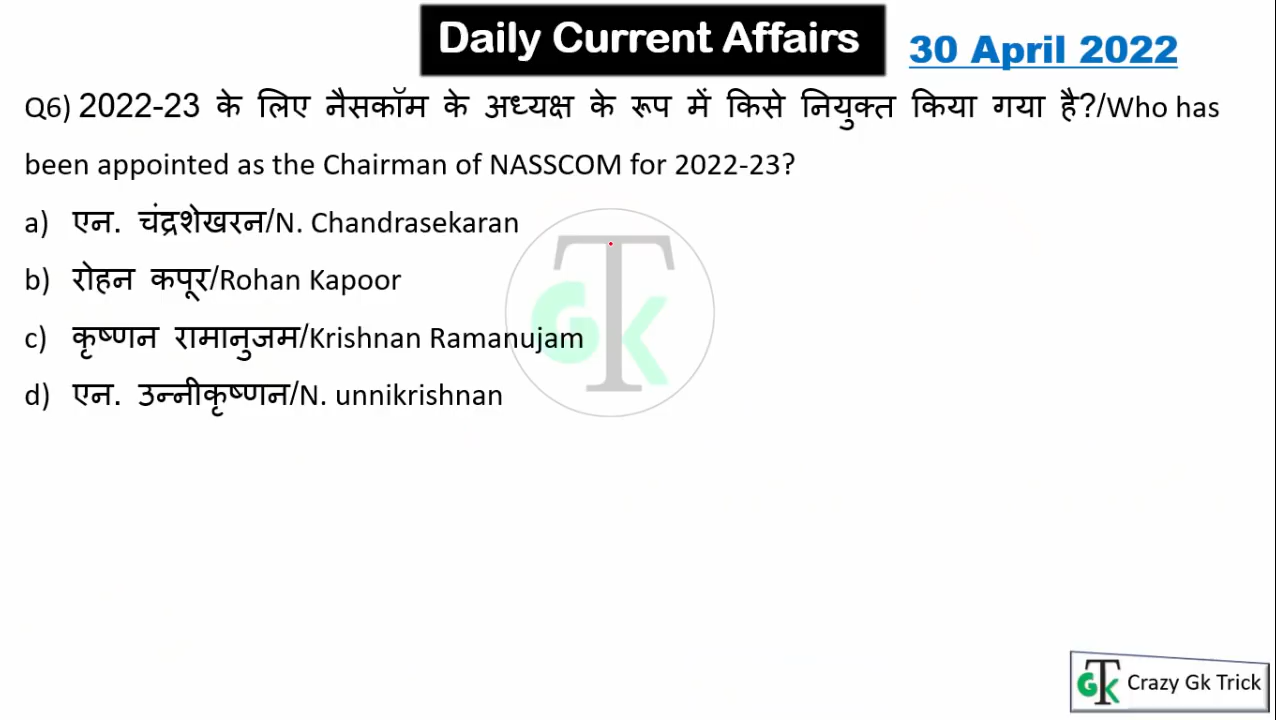 Daily Current Affairs
30 April 2022
Q6) 2022-23 के लिए नैसकॉम के अध्यक्ष के रूप में किसे नियुक्त किया गया है?/Who has
been appointed as the Chairman of NASSCOM for 2022-23?
a) एन. चंद्रशेखरन/N. Chandrasekaran
b) रोहन कपूर/Rohan Kapoor
c) कृष्णन रामानुजम/Krishnan Ramanujam
d) एन. उन्नीकृष्णन/N. unnikrishnan
GTK
GTK Crazy Gk Trick